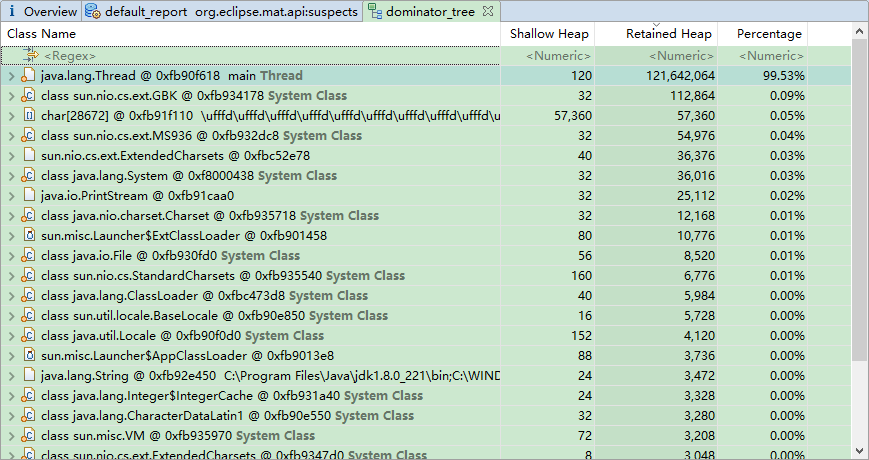 i Overview default_report org.eclipse.mat.api:suspects dominator_tree
Class Name Shallow Heap Retained Heap Percentage
<Regex> <Numeric> <Numeric> <Numeric>
java.lang.Thread @ 0xfb90f618 main Thread 120 121,642,064 99.53%
class sun.nio.cs.ext.GBK @ 0xfb934178 System Class 32 112,864 0.09%
char[28672] @ 0xfb91f110 \ufffd\ufffd\ufffd\ufffd\ufffd\ufffd\ufffd\ufffd\ufffd\u 57,360 57,360 0.05%
class sun.nio.cs.ext.MS936 @ 0xfb932dc8 System Class 32 54,976 0.04%
sun.nio.cs.ext.ExtendedCharsets @ 0xfbc52e78 40 36,376 0.03%
class java.lang.System @ 0xf8000438 System Class 32 36,016 0.03%
java.io.PrintStream @ 0xfb91caa0 32 25,112 0.02%
class java.nio.charset.Charset @ 0xfb935718 System Class 32 12,168 0.01%
sun.misc.Launcher$ExtClassLoader @ 0xfb901458 80 10,776 0.01%
class java.io.File @ 0xfb930fd0 System Class 56 8,520 0.01%
class sun.nio.cs.StandardCharsets @ 0xfb935540 System Class 160 6,776 0.01%
class java.lang.ClassLoader @ 0xfbc473d8 System Class 40 5,984 0.00%
class sun.util.locale.BaseLocale @ 0xfb90e850 System Class 16 5,728 0.00%
class java.util.Locale @ 0xfb90f0d0 System Class 152 4,120 0.00%
sun.misc.Launcher$AppClassLoader @ 0xfb9013e8 88 3,736 0.00%
java.lang.String @ 0xfb92e450 C:\Program Files\Java\jdk1.8.0_221\bin;C:\WIND 24 3,472 0.00%
class java.lang.Integer$IntegerCache @ 0xfb931a40 System Class 24 3,328 0.00%
class java.lang.CharacterDataLatin1 @ 0xfb90e550 System Class 32 3,280 0.00%
class sun.misc.VM @ 0xfb935970 System Class 72 3,208 0.00%
class sun.nio.cs.ext.ExtendedCharsets @ 0xfb9347d0 System Class 8 3,048 0.00%